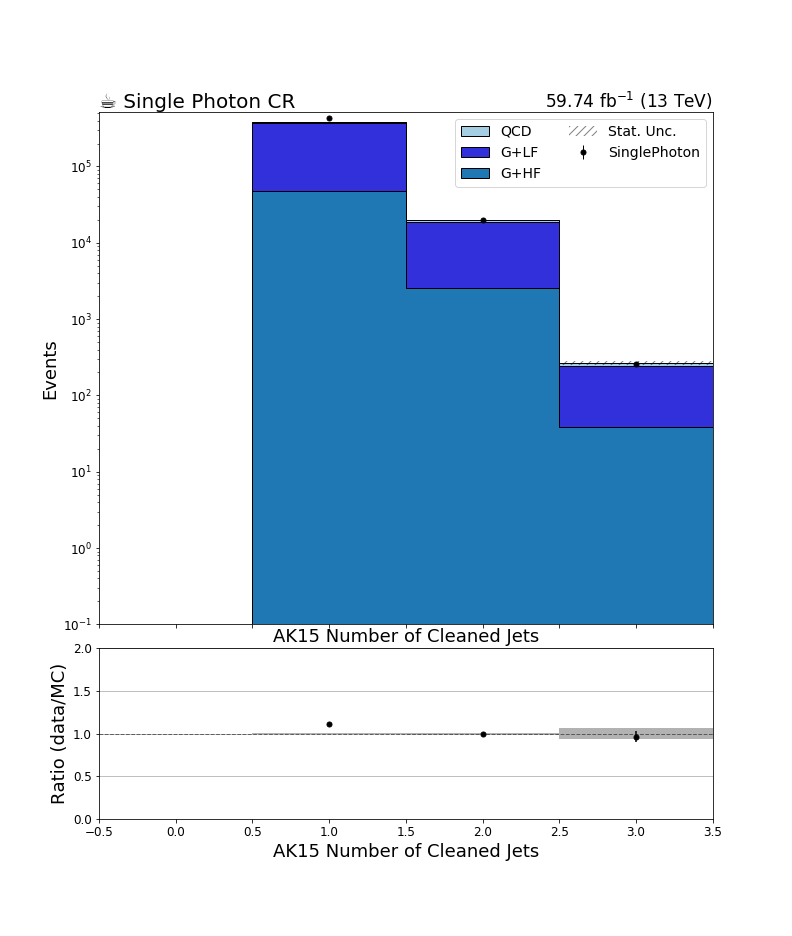 ☕ Single Photon CR
59.74 fb⁻¹ (13 TeV)
QCD
G+LF
G+HF
Stat. Unc.
SinglePhoton
Events
10⁵
10⁴
10³
10²
10¹
10⁰
10⁻¹
AK15 Number of Cleaned Jets
Ratio (data/MC)
2.0
1.5
1.0
0.5
0.0
−0.5 0.0 0.5 1.0 1.5 2.0 2.5 3.0 3.5
AK15 Number of Cleaned Jets